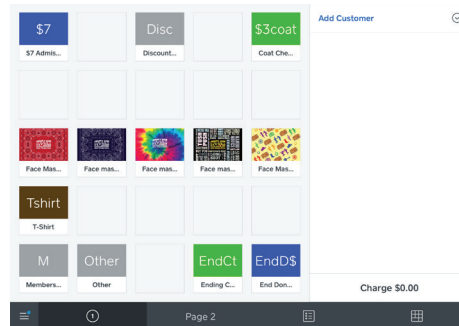 $7
Disc
$3coat
Add Customer
$7 Admis...
Discount...
Coat Che...
Face Mas...
Face mas...
Face mas...
Face mas...
Face Mas...
Tshirt
T-Shirt
M
Other
EndCt
EndD$
Members...
Other
Ending C...
End Don...
Charge $0.00
1
Page 2